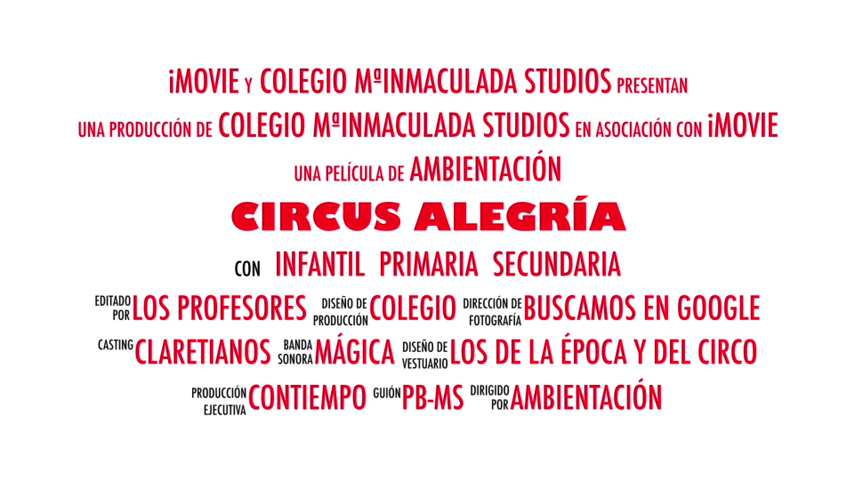 iMOVIE Y COLEGIO MªINMACULADA STUDIOS PRESENTAN
UNA PRODUCCIÓN DE COLEGIO MªINMACULADA STUDIOS EN ASOCIACIÓN CON iMOVIE
UNA PELÍCULA DE AMBIENTACIÓN
CIRCUS ALEGRÍA
CON INFANTIL PRIMARIA SECUNDARIA
EDITADO POR LOS PROFESORES DISEÑO DE PRODUCCIÓN COLEGIO DIRECCIÓN DE FOTOGRAFÍA BUSCAMOS EN GOOGLE
CASTING CLARETIANOS BANDA SONORA MÁGICA DISEÑO DE VESTUARIO LOS DE LA ÉPOCA Y DEL CIRCO
PRODUCCIÓN EJECUTIVA CONTIEMPO GUIÓN PB-MS DIRIGIDO POR AMBIENTACIÓN